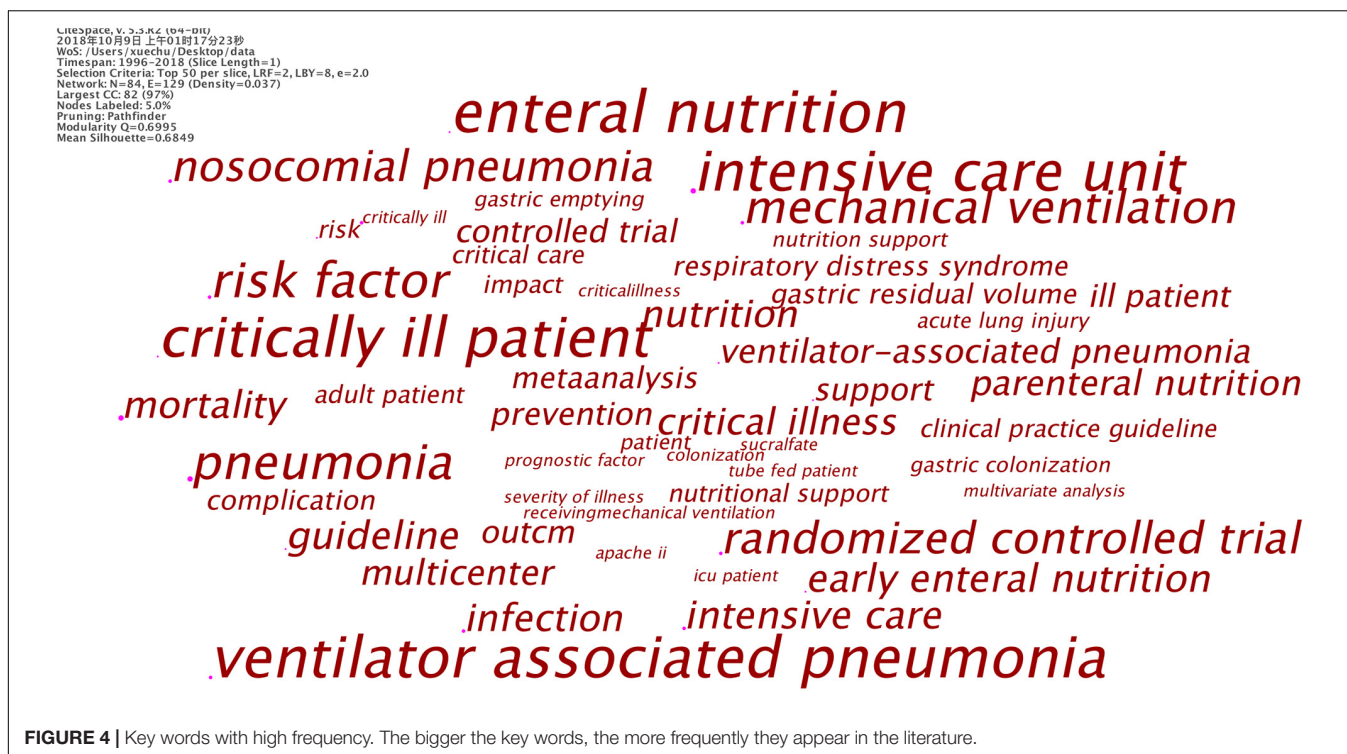 CiteSpace, v. 5.3.R2 (64-bit)
2018年10月9日 上午01时17分23秒
WoS: /Users/xuechu/Desktop/data
Timespan: 1996-2018 (Slice Length=1)
Selection Criteria: Top 50 per slice, LRF=2, LBY=8, e=2.0
Network: N=84, E=129 (Density=0.037)
Largest CC: 82 (97%)
Nodes Labeled: 5.0%
Pruning: Pathfinder
Modularity Q=0.6995
Mean Silhouette=0.6849
enteral nutrition
nosocomial pneumonia
intensive care unit
gastric emptying
mechanical ventilation
critically ill
risk
controlled trial
nutrition support
critical care
respiratory distress syndrome
risk factor
impact
criticalillness
gastric residual volume
ill patient
nutrition
acute lung injury
critically ill patient
ventilator-associated pneumonia
metaanalysis
support
parenteral nutrition
mortality
adult patient
prevention
critical illness
clinical practice guideline
patient
sucralfate
pneumonia
prognostic factor
colonization
tube fed patient
gastric colonization
complication
severity of illness
nutritional support
multivariate analysis
receivingmechanical ventilation
guideline
outcm
randomized controlled trial
apache ii
multicenter
icu patient
early enteral nutrition
infection
intensive care
ventilator associated pneumonia
FIGURE 4 | Key words with high frequency. The bigger the key words, the more frequently they appear in the literature.